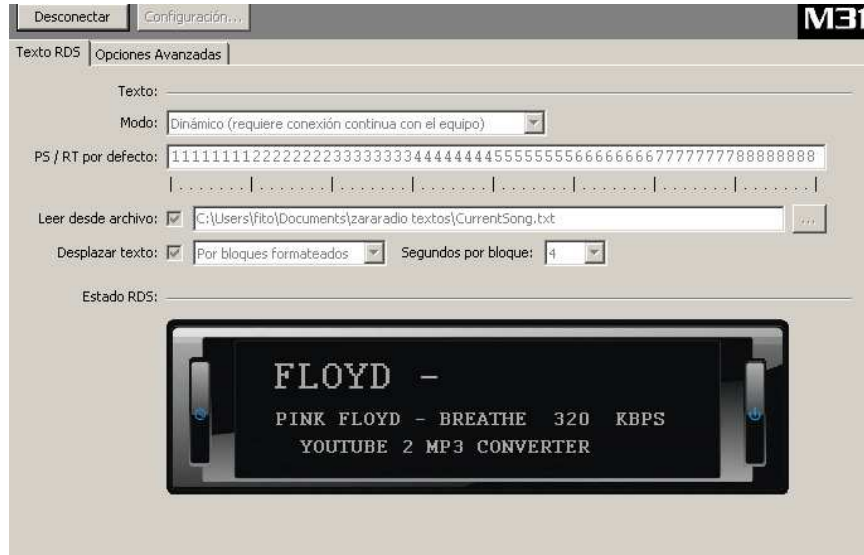 Desconectar Configuración... M31
Texto RDS Opciones Avanzadas
Texto:
Modo: Dinámico (requiere conexión continua con el equipo)
PS / RT por defecto: 1111111122222222333333334444444455555555666666667777777788888888
|.......|.......|.......|.......|.......|.......|.......|.......|
Leer desde archivo: C:\Users\fito\Documents\zararadio textos\CurrentSong.txt ...
Desplazar texto: Por bloques formateados Segundos por bloque: 4
Estado RDS:
FLOYD -
PINK FLOYD - BREATHE 320 KBPS
YOUTUBE 2 MP3 CONVERTER